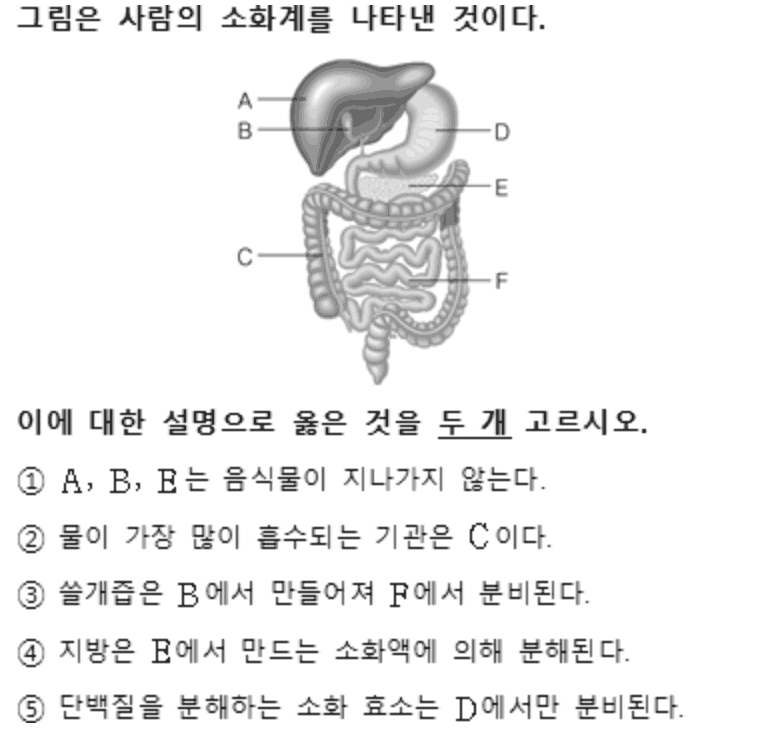 그림은 사람의 소화계를 나타낸 것이다.
A
B
D
E
C
F
이에 대한 설명으로 옳은 것을 두 개 고르시오.
① A, B, E는 음식물이 지나가지 않는다.
② 물이 가장 많이 흡수되는 기관은 C이다.
③ 쓸개즙은 B에서 만들어져 F에서 분비된다.
④ 지방은 E에서 만드는 소화액에 의해 분해된다.
⑤ 단백질을 분해하는 소화 효소는 D에서만 분비된다.